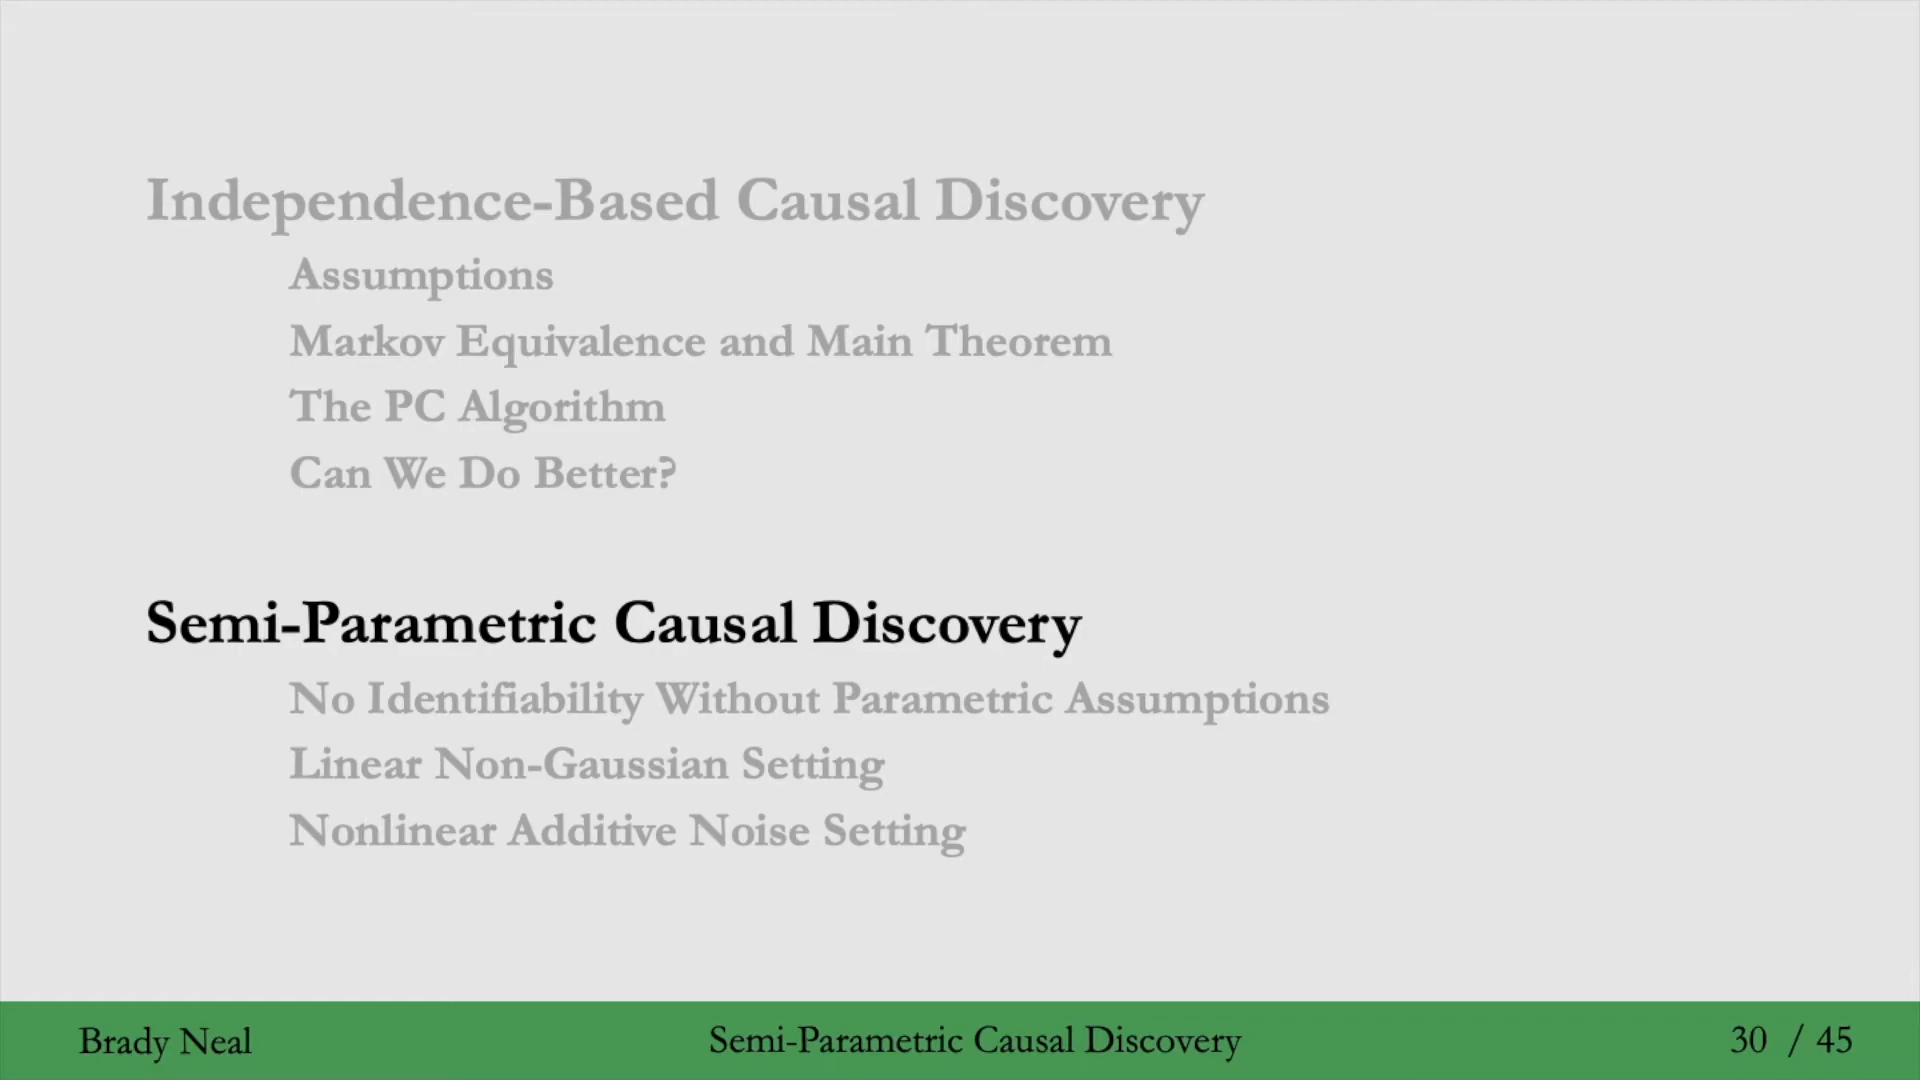 Independence-Based Causal Discovery
Assumptions
Markov Equivalence and Main Theorem
The PC Algorithm
Can We Do Better?
Semi-Parametric Causal Discovery
No Identifiability Without Parametric Assumptions
Linear Non-Gaussian Setting
Nonlinear Additive Noise Setting
Brady Neal
Semi-Parametric Causal Discovery
30 / 45